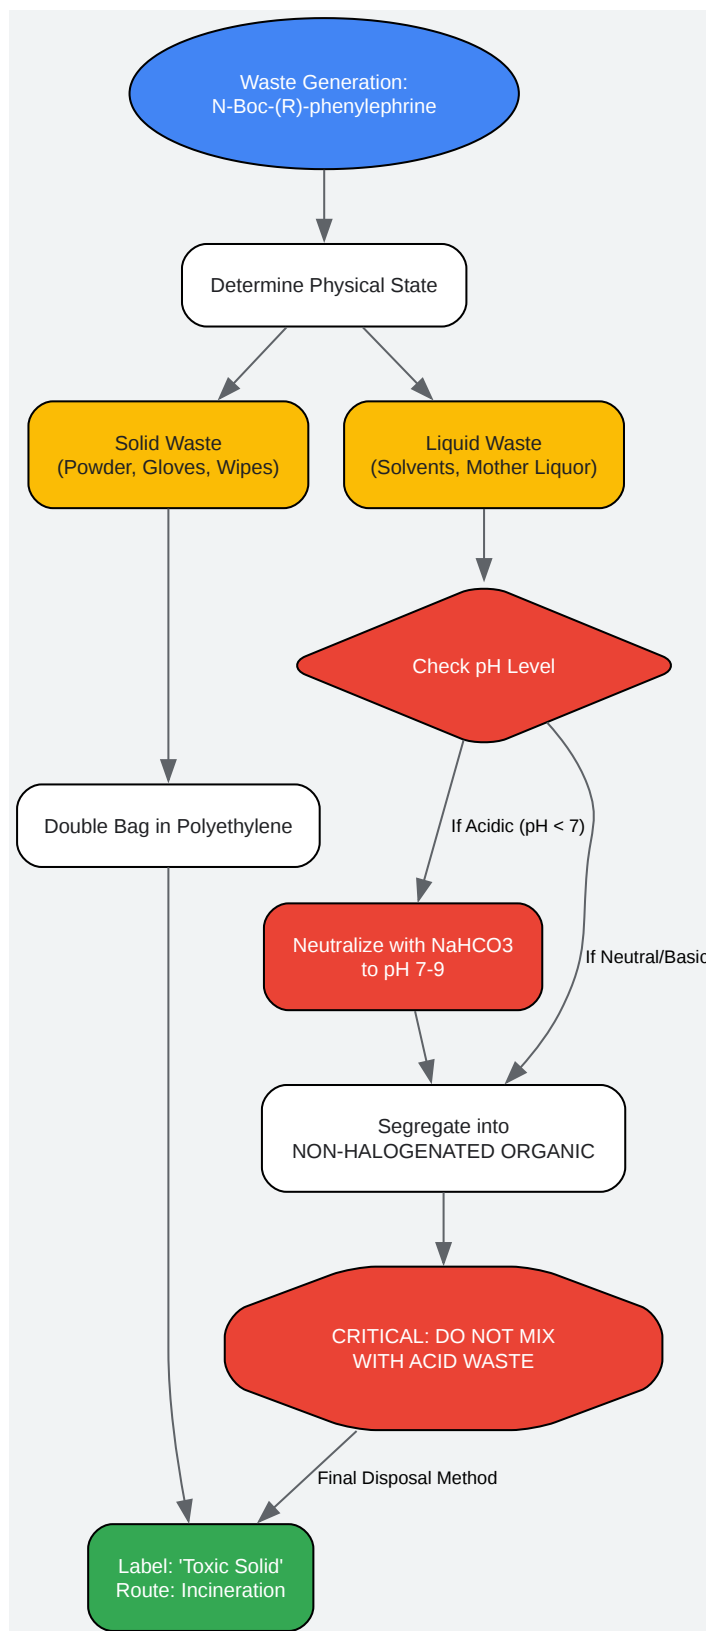 Waste Generation:
N-Boc-(R)-phenylephrine
Determine Physical State
Solid Waste
(Powder, Gloves, Wipes)
Liquid Waste
(Solvents, Mother Liquor)
Check pH Level
Double Bag in Polyethylene
If Acidic (pH < 7)
Neutralize with NaHCO3
to pH 7-9
If Neutral/Basic
Segregate into
NON-HALOGENATED ORGANIC
CRITICAL: DO NOT MIX
WITH ACID WASTE
Final Disposal Method
Label: 'Toxic Solid'
Route: Incineration